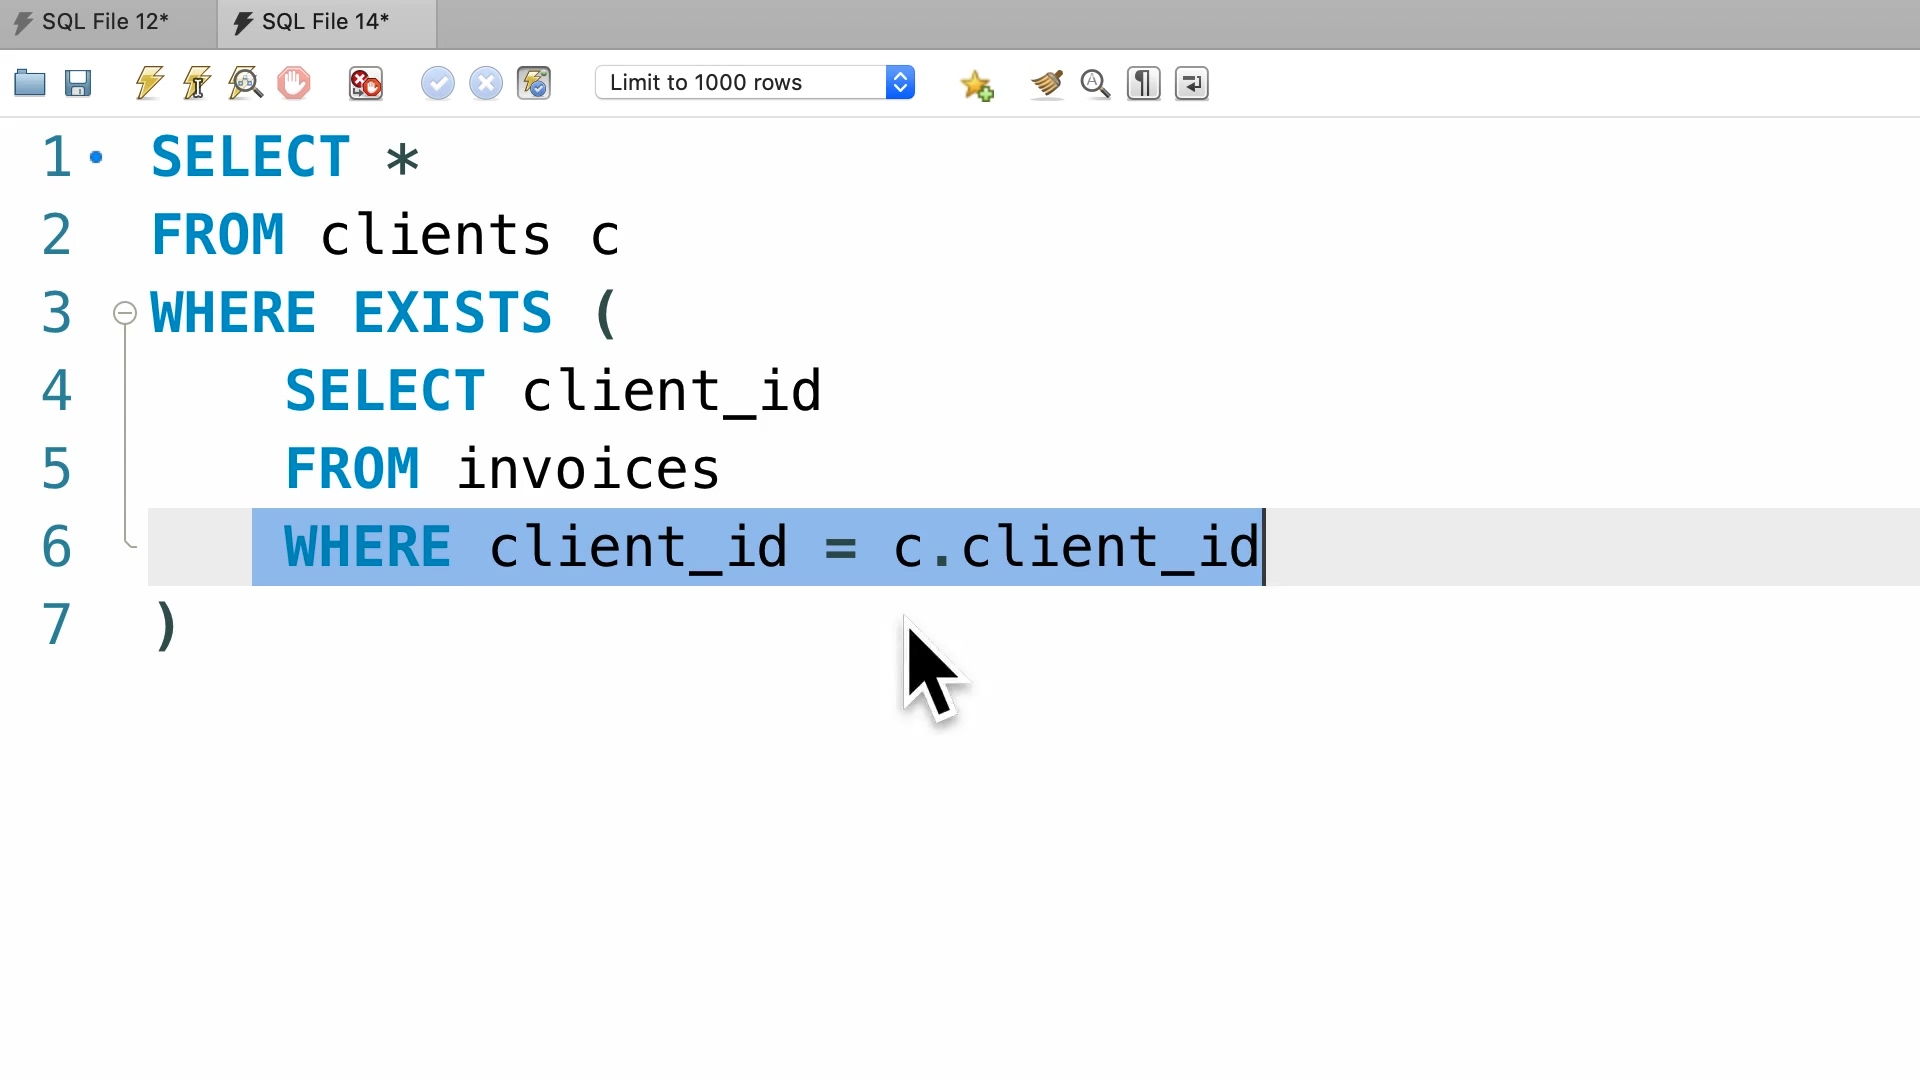 SQL File 12*
SQL File 14*
Limit to 1000 rows
1 SELECT *
2 FROM clients c
3 WHERE EXISTS (
4 SELECT client_id
5 FROM invoices
6 WHERE client_id = c.client_id
7 )